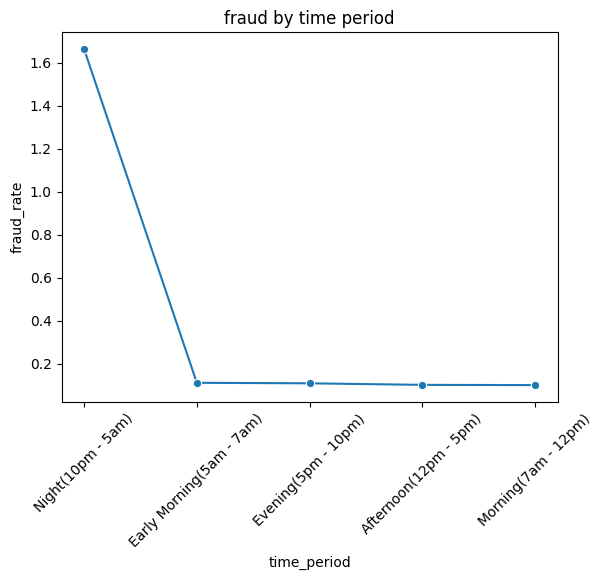 fraud by time period
fraud_rate
1.6
1.4
1.2
1.0
0.8
0.6
0.4
0.2
Night(10pm - 5am)
Early Morning(5am - 7am)
Evening(5pm - 10pm)
Afternoon(12pm - 5pm)
Morning(7am - 12pm)
time_period